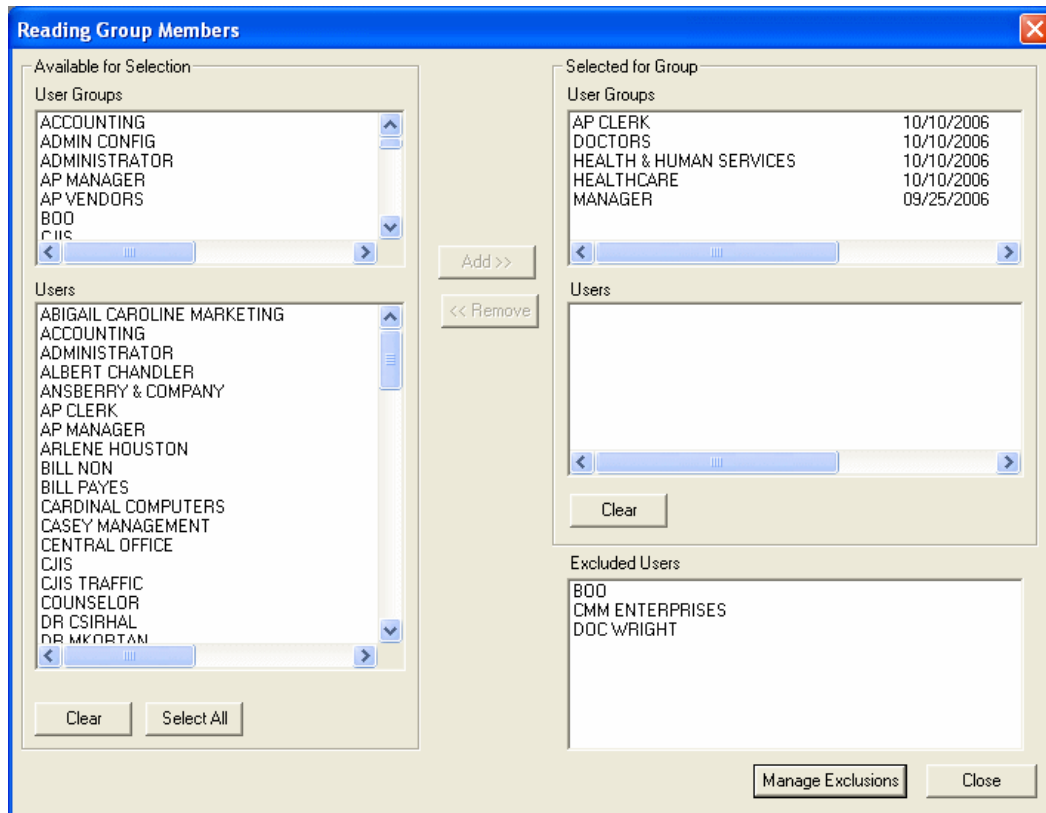 Reading Group Members
Available for Selection
User Groups
ACCOUNTING
ADMIN CONFIG
ADMINISTRATOR
AP MANAGER
AP VENDORS
BOO
CJIS
Users
ABIGAIL CAROLINE MARKETING
ACCOUNTING
ADMINISTRATOR
ALBERT CHANDLER
ANSBERRY & COMPANY
AP CLERK
AP MANAGER
ARLENE HOUSTON
BILL NON
BILL PAYES
CARDINAL COMPUTERS
CASEY MANAGEMENT
CENTRAL OFFICE
CJIS
CJIS TRAFFIC
COUNSELOR
DR CSIRHAL
DR MKORTAN
Clear
Select All
Add >>
<< Remove
Selected for Group
User Groups
AP CLERK 10/10/2006
DOCTORS 10/10/2006
HEALTH & HUMAN SERVICES 10/10/2006
HEALTHCARE 10/10/2006
MANAGER 09/25/2006
Users
Clear
Excluded Users
BOO
CMM ENTERPRISES
DOC WRIGHT
Manage Exclusions
Close